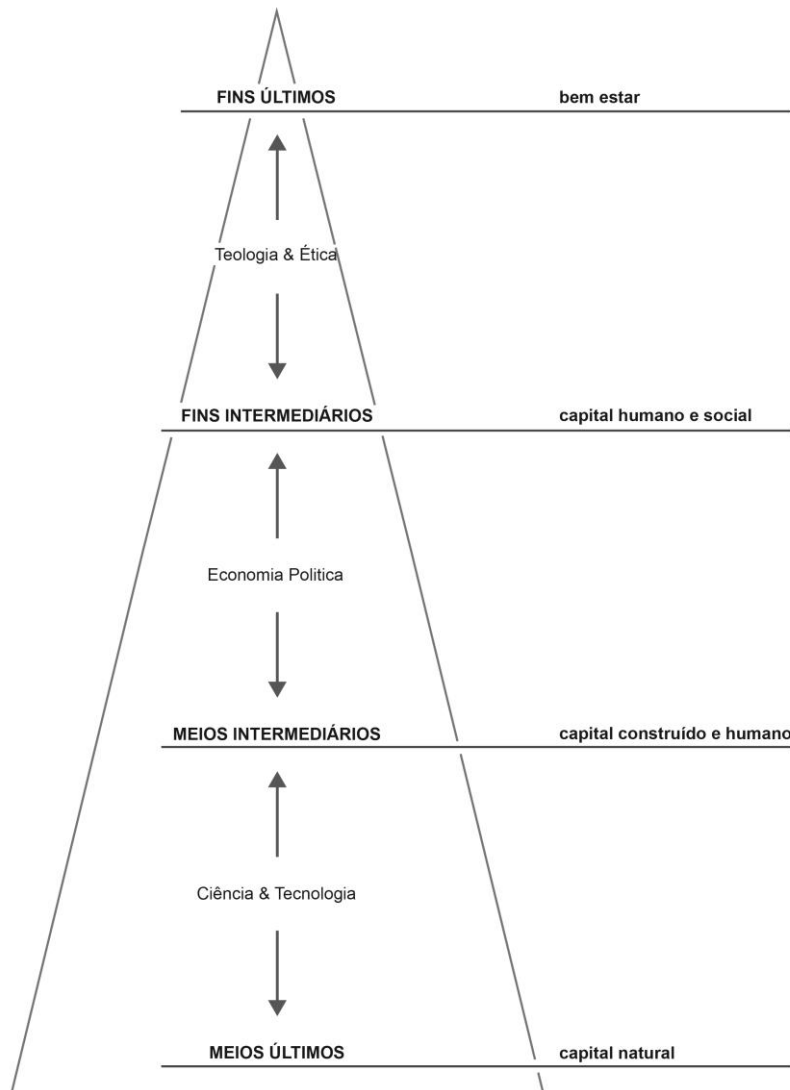 FINS ÚLTIMOS bem estar
Teologia & Ética
FINS INTERMEDIÁRIOS capital humano e social
Economia Politica
MEIOS INTERMEDIÁRIOS capital construído e humano
Ciência & Tecnologia
MEIOS ÚLTIMOS capital natural